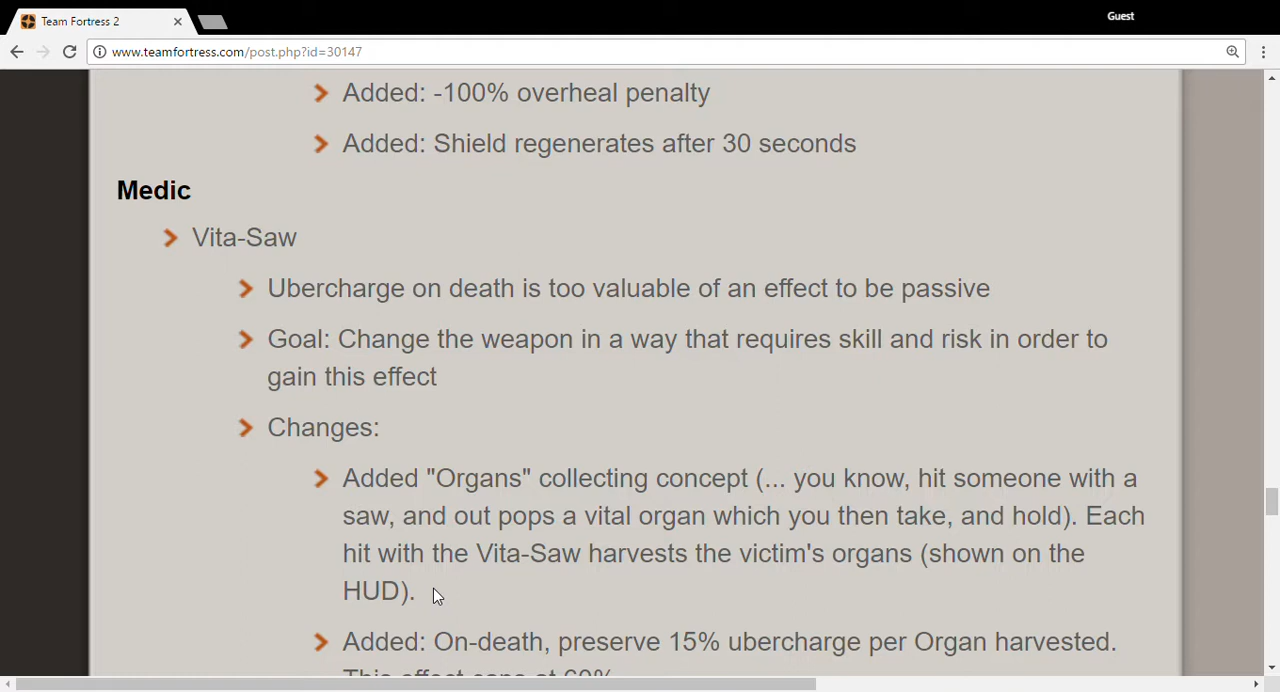 Team Fortress 2
Guest
www.teamfortress.com/post.php?id=30147
Added: -100% overheal penalty
Added: Shield regenerates after 30 seconds
Medic
Vita-Saw
Ubercharge on death is too valuable of an effect to be passive
Goal: Change the weapon in a way that requires skill and risk in order to
gain this effect
Changes:
Added "Organs" collecting concept (... you know, hit someone with a
saw, and out pops a vital organ which you then take, and hold). Each
hit with the Vita-Saw harvests the victim's organs (shown on the
HUD).
Added: On-death, preserve 15% ubercharge per Organ harvested.
This effect caps at 60%